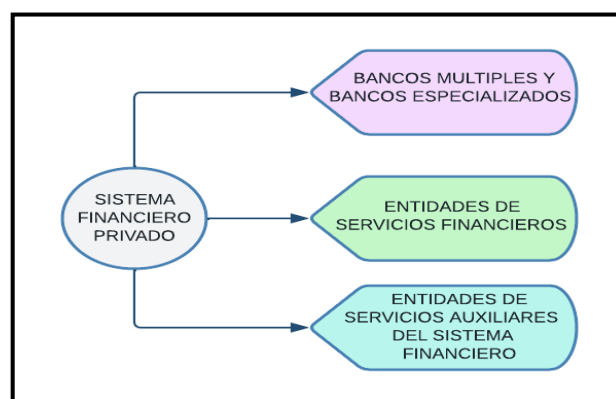 BANCOS MULTIPLES Y
BANCOS ESPECIALIZADOS
SISTEMA
FINANCIERO
PRIVADO
ENTIDADES DE
SERVICIOS FINANCIEROS
ENTIDADES DE
SERVICIOS AUXILIARES
DEL SISTEMA
FINANCIERO